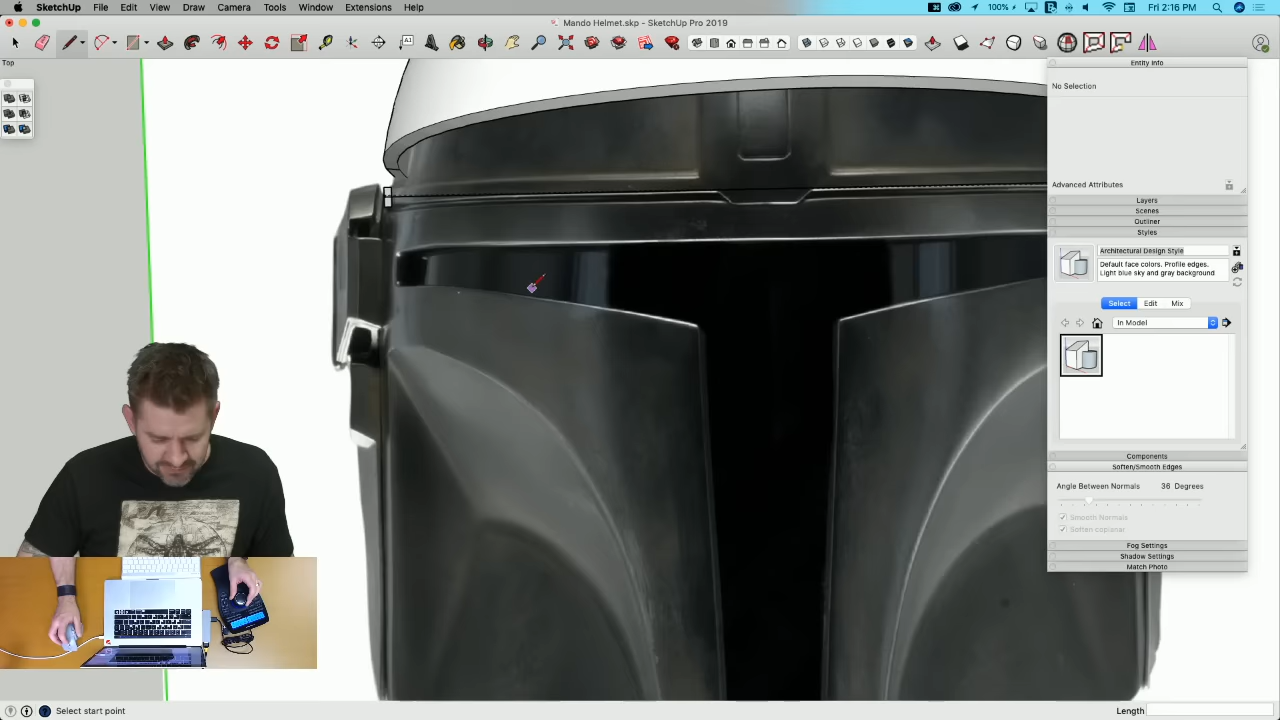 SketchUp File Edit View Draw Camera Tools Window Extensions Help
100% Fri 2:16 PM
Mando Helmet.skp - SketchUp Pro 2019
Top
Entity Info
No Selection
Advanced Attributes
Layers
Scenes
Outliner
Styles
Architectural Design Style
Default face colors. Profile edges.
Light blue sky and gray background
Select Edit Mix
In Model
Components
Soften/Smooth Edges
Angle Between Normals 36 Degrees
Smooth Normals
Soften coplanar
Fog Settings
Shadow Settings
Match Photo
Select start point
Length